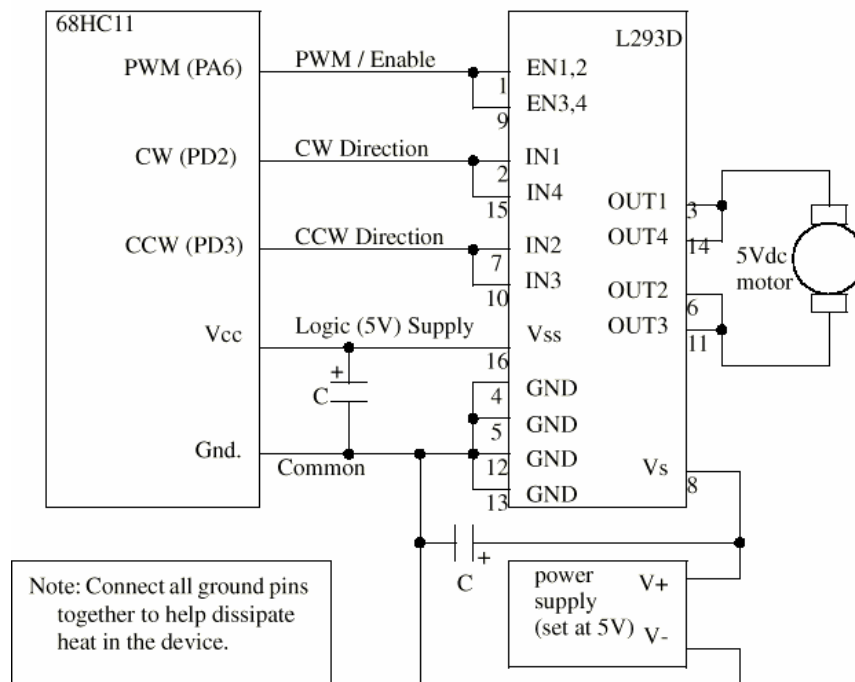 68HC11
L293D
PWM (PA6)
PWM / Enable
EN1,2
1
EN3,4
9
CW (PD2)
CW Direction
IN1
2
IN4
15
OUT1
3
OUT4
14
CCW (PD3)
CCW Direction
IN2
7
IN3
10
5Vdc
motor
OUT2
6
OUT3
11
Vcc
Logic (5V) Supply
Vss
16
+
C
GND
4
GND
5
Gnd.
Common
GND
12
GND
13
Vs
8
+
C
power
supply
(set at 5V)
V+
V-
Note: Connect all ground pins
together to help dissipate
heat in the device.